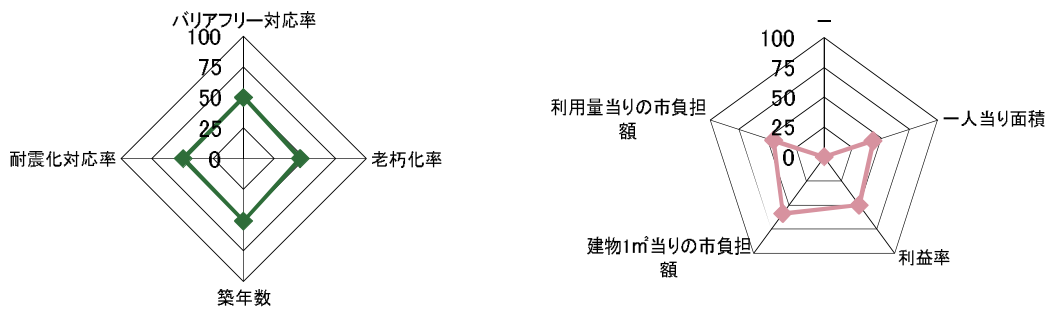 バリアフリー対応率
100
75
50
25
0
耐震化対応率
老朽化率
築年数
ー
100
75
50
25
0
利用量当りの市負担
額
一人当り面積
建物1㎡当りの市負担
額
利益率